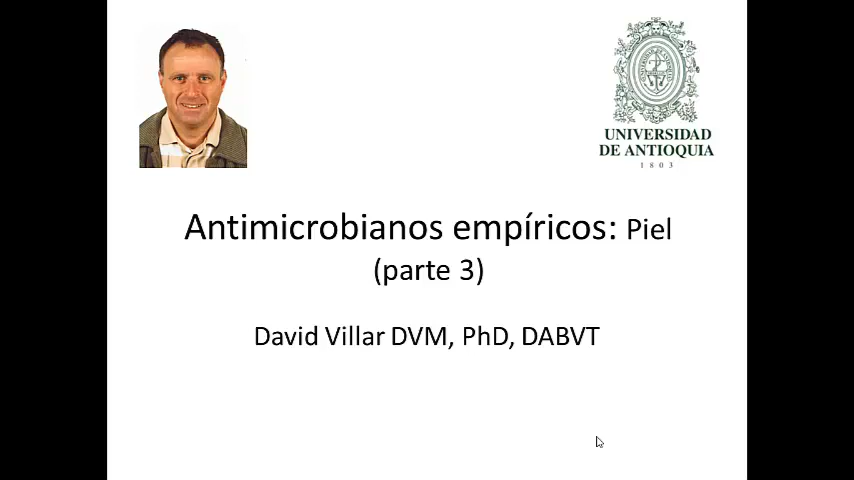 UNIVERSIDAD
DE ANTIOQUIA
1803
Antimicrobianos empíricos: Piel
(parte 3)
David Villar DVM, PhD, DABVT